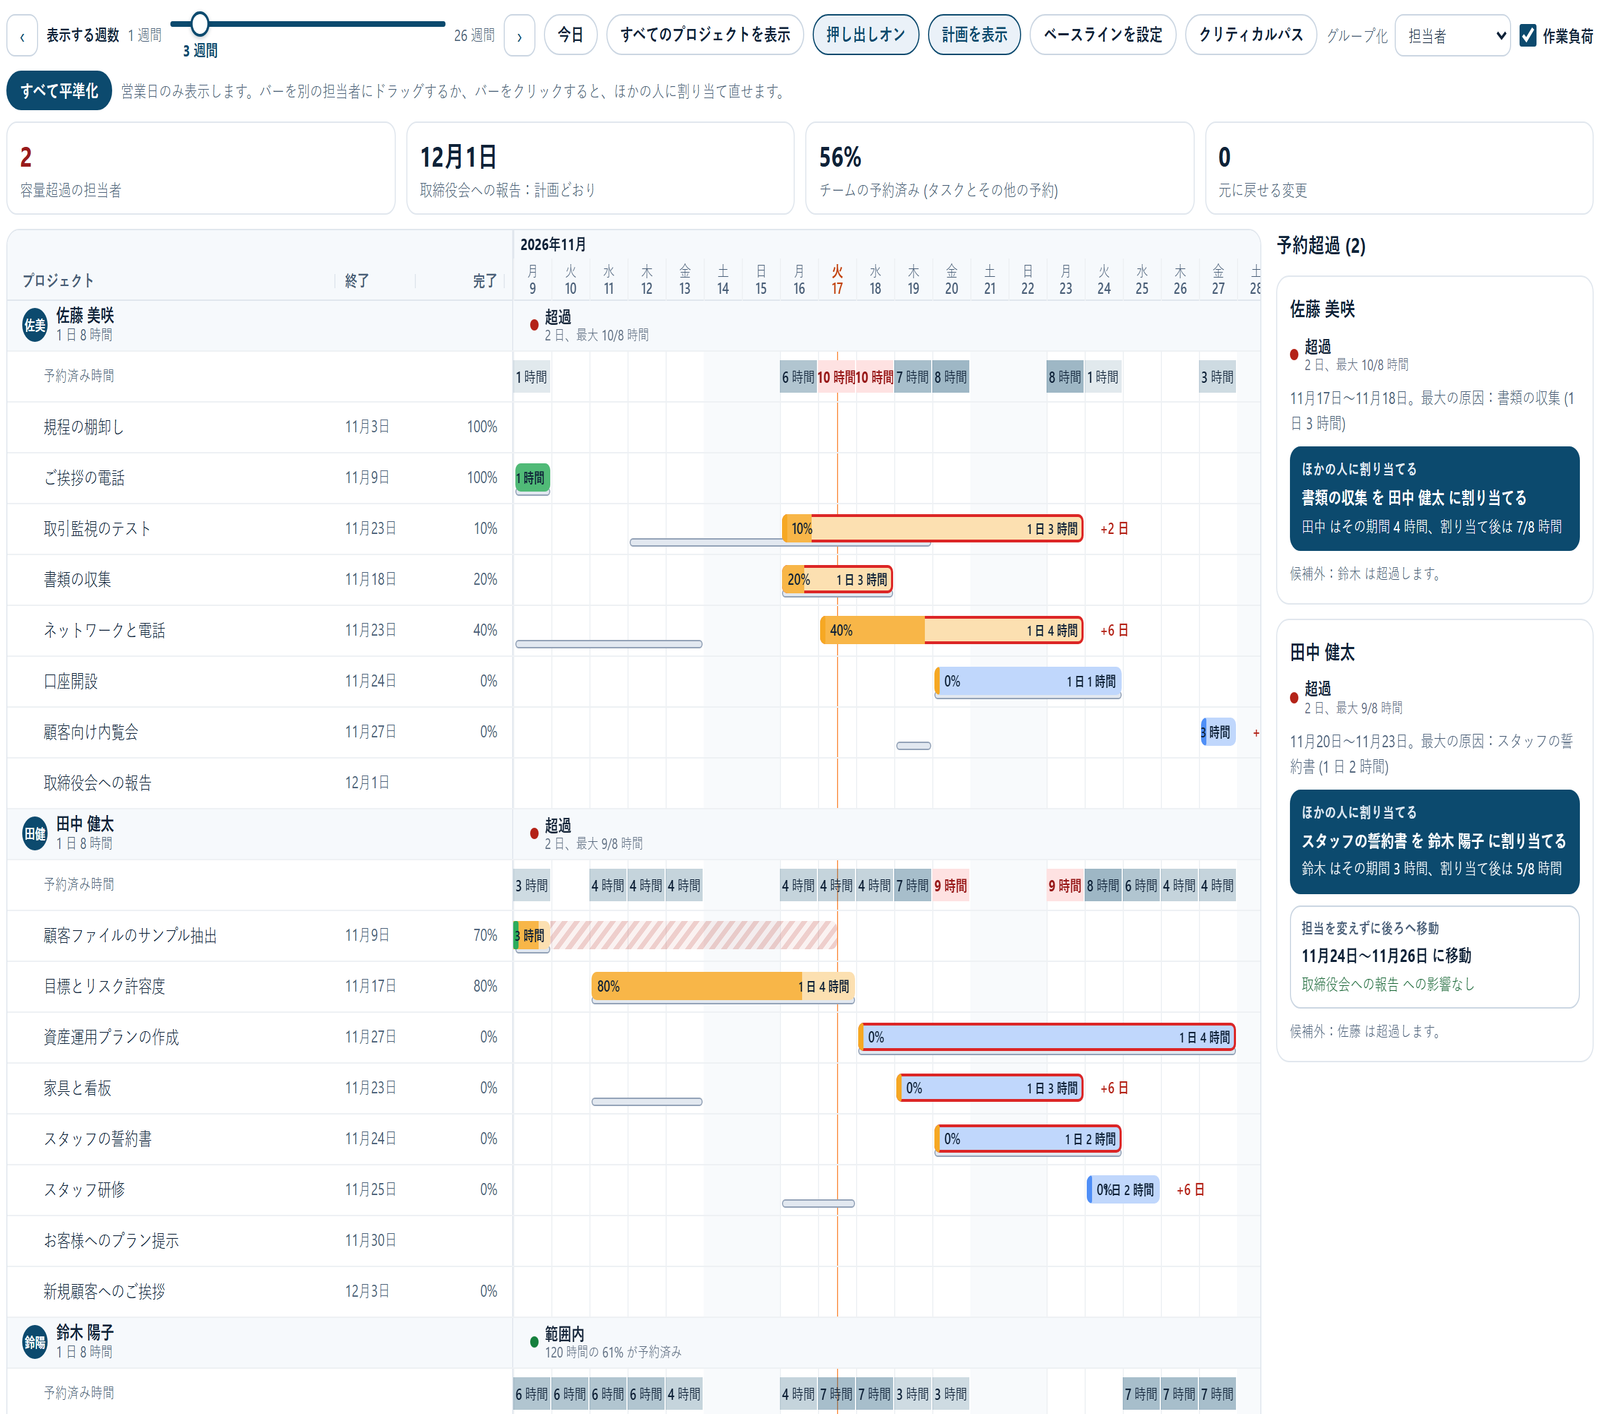 ‹ 表示する週数 1 週間 3 週間 26 週間 › 今日 すべてのプロジェクトを表示 押し出しオン 計画を表示 ベースラインを設定 クリティカルパス グループ化 担当者 作業負荷
すべて平準化 営業日のみ表示します。バーを別の担当者にドラッグするか、バーをクリックすると、ほかの人に割り当て直せます。
2
容量超過の担当者
12月1日
取締役会への報告：計画どおり
56%
チームの予約済み (タスクとその他の予約)
0
元に戻せる変更
2026年11月
プロジェクト 終了 完了
月 火 水 木 金 土 日 月 火 水 木 金 土 日 月 火 水 木 金 土
9 10 11 12 13 14 15 16 17 18 19 20 21 22 23 24 25 26 27 28
佐美 佐藤 美咲
1 日 8 時間
超過
2 日、最大 10/8 時間
予約済み時間 1 時間 6 時間 10 時間 10 時間 7 時間 8 時間 8 時間 1 時間 3 時間
規程の棚卸し 11月3日 100%
ご挨拶の電話 11月9日 100% 1 時間
取引監視のテスト 11月23日 10% 10% 1 日 3 時間 +2 日
書類の収集 11月18日 20% 20% 1 日 3 時間
ネットワークと電話 11月23日 40% 40% 1 日 4 時間 +6 日
口座開設 11月24日 0% 0% 1 日 1 時間
顧客向け内覧会 11月27日 0% 3 時間 +
取締役会への報告 12月1日
田健 田中 健太
1 日 8 時間
超過
2 日、最大 9/8 時間
予約済み時間 3 時間 4 時間 4 時間 4 時間 4 時間 4 時間 4 時間 7 時間 9 時間 9 時間 8 時間 6 時間 4 時間 4 時間
顧客ファイルのサンプル抽出 11月9日 70% 3 時間
目標とリスク許容度 11月17日 80% 80% 1 日 4 時間
資産運用プランの作成 11月27日 0% 0% 1 日 4 時間
家具と看板 11月23日 0% 0% 1 日 3 時間 +6 日
スタッフの誓約書 11月24日 0% 0% 1 日 2 時間
スタッフ研修 11月25日 0% 0% 日 2 時間 +6 日
お客様へのプラン提示 11月30日
新規顧客へのご挨拶 12月3日 0%
鈴陽 鈴木 陽子
1 日 8 時間
範囲内
120 時間の 61% が予約済み
予約済み時間 6 時間 6 時間 6 時間 6 時間 4 時間 4 時間 7 時間 7 時間 3 時間 3 時間 7 時間 7 時間 7 時間
予約超過 (2)
佐藤 美咲
超過
2 日、最大 10/8 時間
11月17日〜11月18日。最大の原因：書類の収集 (1
日 3 時間)
ほかの人に割り当てる
書類の収集 を 田中 健太 に割り当てる
田中 はその期間 4 時間、割り当て後は 7/8 時間
候補外：鈴木 は超過します。
田中 健太
超過
2 日、最大 9/8 時間
11月20日〜11月23日。最大の原因：スタッフの誓
約書 (1 日 2 時間)
ほかの人に割り当てる
スタッフの誓約書 を 鈴木 陽子 に割り当てる
鈴木 はその期間 3 時間、割り当て後は 5/8 時間
担当を変えずに後ろへ移動
11月24日〜11月26日 に移動
取締役会への報告 への影響なし
候補外：佐藤 は超過します。